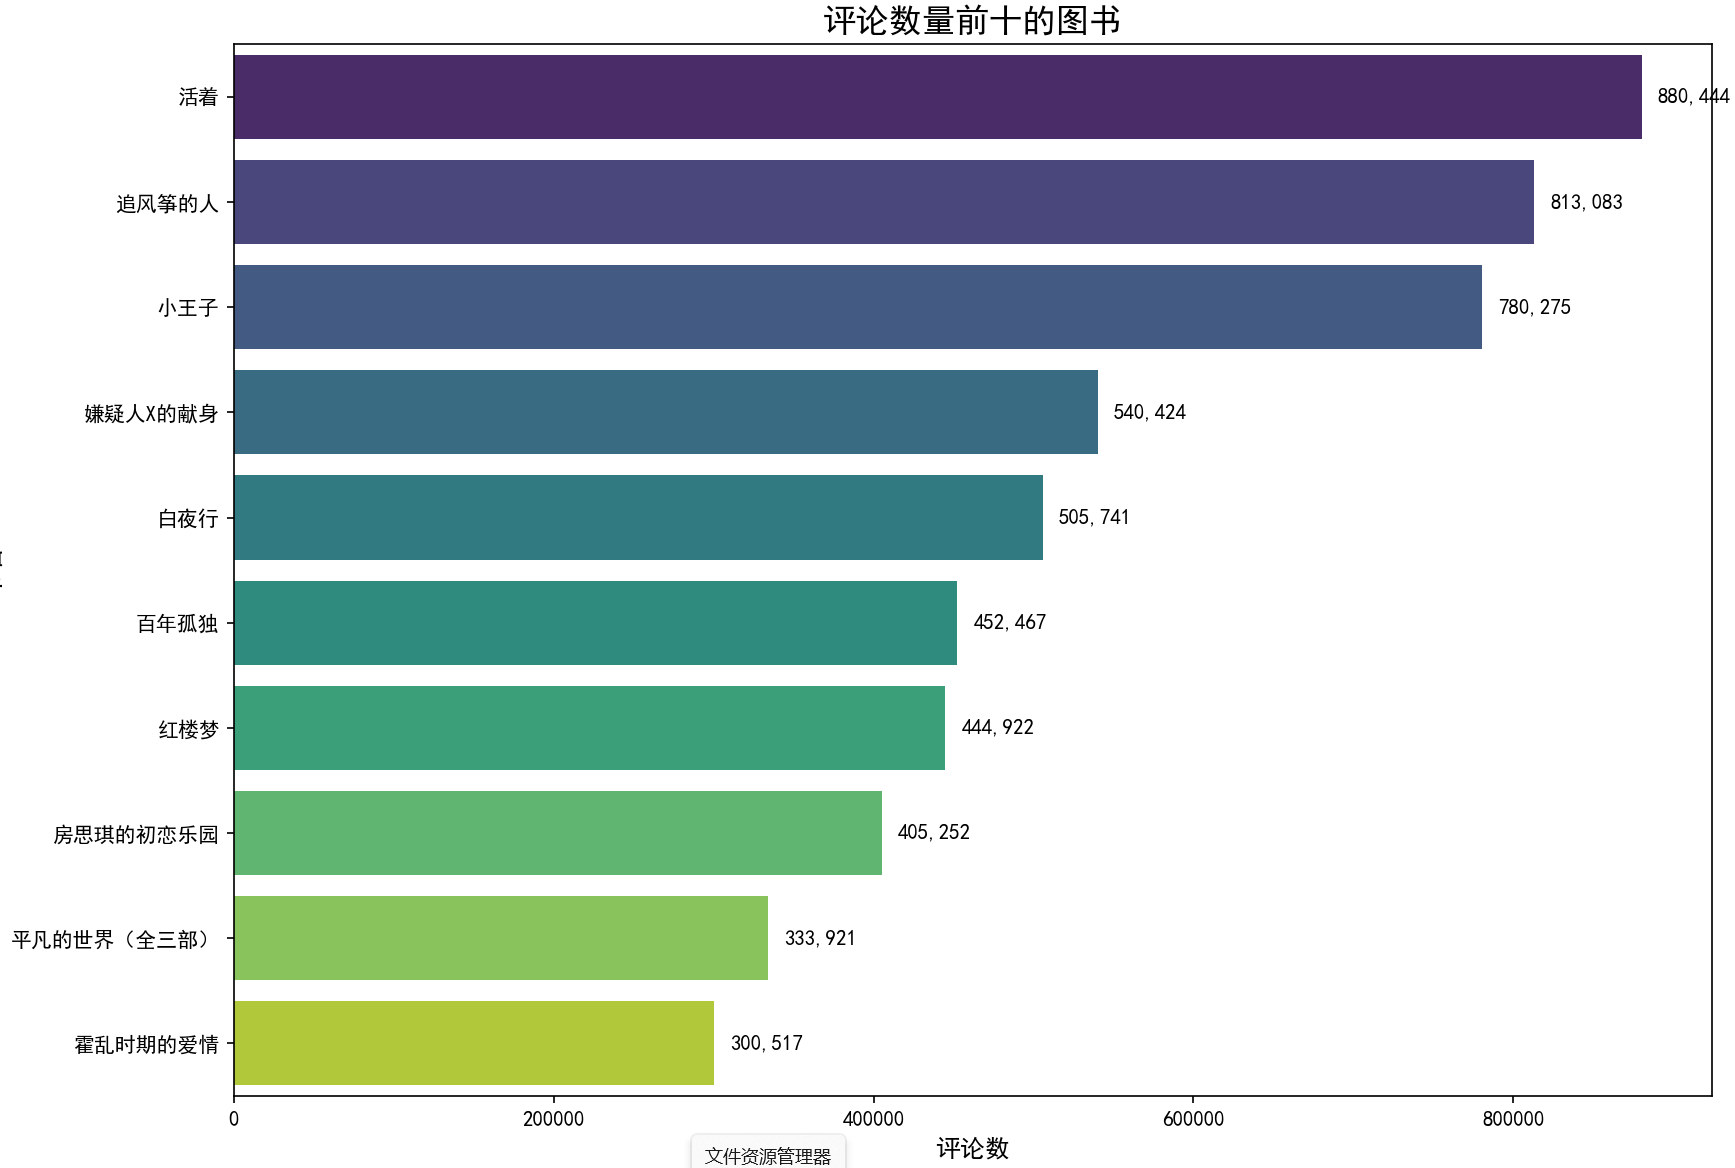 评论数量前十的图书
活着 880,444
追风筝的人 813,083
小王子 780,275
嫌疑人X的献身 540,424
白夜行 505,741
百年孤独 452,467
红楼梦 444,922
房思琪的初恋乐园 405,252
平凡的世界（全三部） 333,921
霍乱时期的爱情 300,517
0 200000 400000 600000 800000
评论数
文件资源管理器